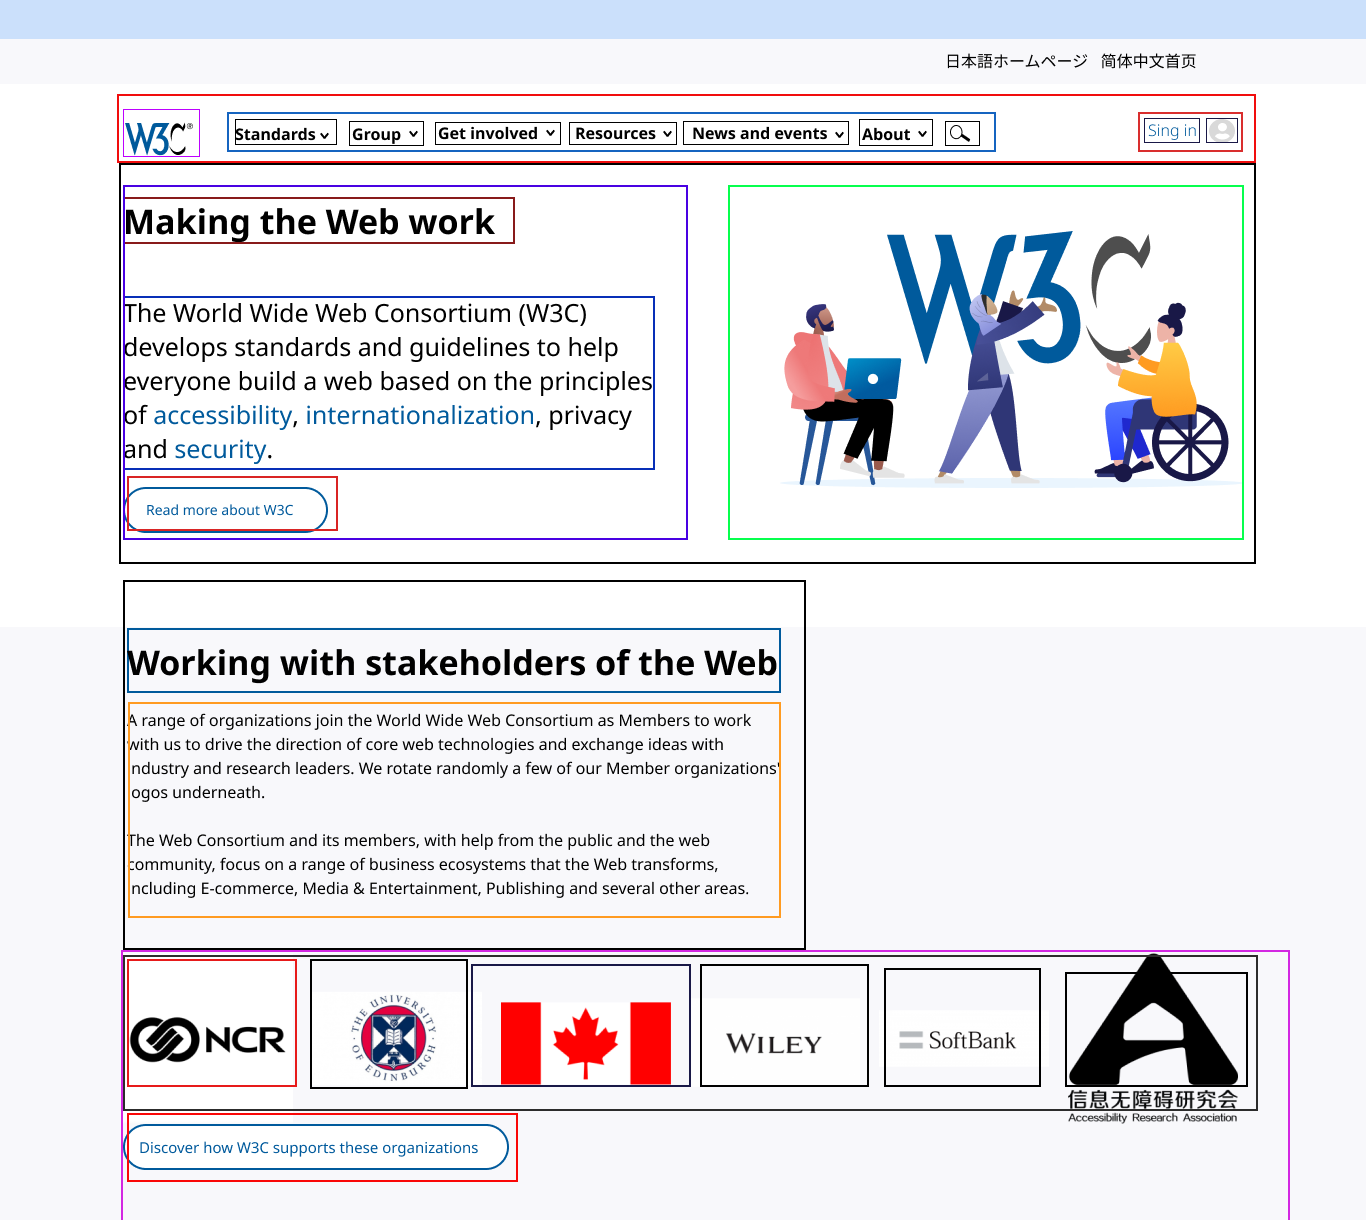 日本語ホームページ 简体中文首页
W3C®
Standards Group Get involved Resources News and events About
Sing in
Making the Web work
W3C
The World Wide Web Consortium (W3C)
develops standards and guidelines to help
everyone build a web based on the principles
of accessibility, internationalization, privacy
and security.
Read more about W3C
Working with stakeholders of the Web
A range of organizations join the World Wide Web Consortium as Members to work
with us to drive the direction of core web technologies and exchange ideas with
industry and research leaders. We rotate randomly a few of our Member organizations'
logos underneath.
The Web Consortium and its members, with help from the public and the web
community, focus on a range of business ecosystems that the Web transforms,
including E-commerce, Media & Entertainment, Publishing and several other areas.
NCR
THE UNIVERSITY OF EDINBURGH
WILEY
SoftBank
信息无障碍研究会
Accessibility Research Association
Discover how W3C supports these organizations